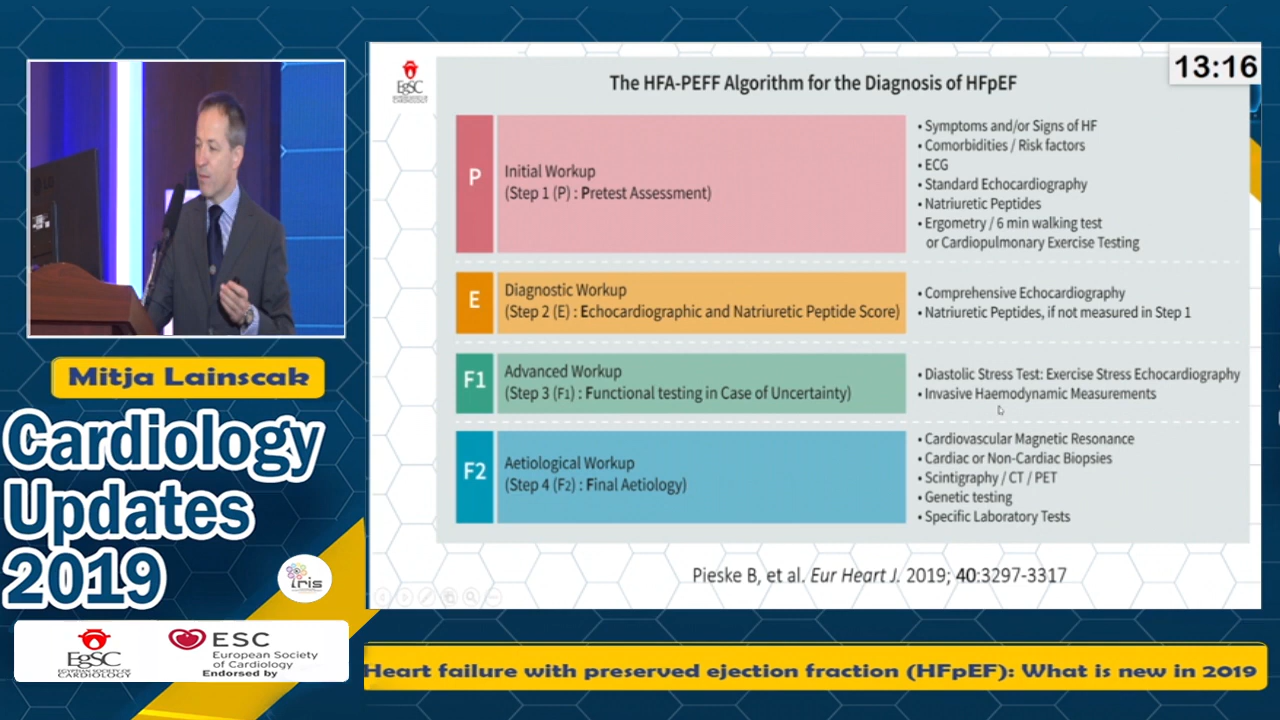 LG
Mitja Lainscak
Cardiology
Updates
2019
iris
EgSC
EGYPTIAN SOCIETY OF
CARDIOLOGY
ESC
European Society
of Cardiology
Endorsed by
EgSC
13:16
The HFA-PEFF Algorithm for the Diagnosis of HFpEF
P
Initial Workup
(Step 1 (P) : Pretest Assessment)
• Symptoms and/or Signs of HF
• Comorbidities / Risk factors
• ECG
• Standard Echocardiography
• Natriuretic Peptides
• Ergometry / 6 min walking test
or Cardiopulmonary Exercise Testing
E
Diagnostic Workup
(Step 2 (E) : Echocardiographic and Natriuretic Peptide Score)
• Comprehensive Echocardiography
• Natriuretic Peptides, if not measured in Step 1
F1
Advanced Workup
(Step 3 (F1) : Functional testing in Case of Uncertainty)
• Diastolic Stress Test: Exercise Stress Echocardiography
• Invasive Haemodynamic Measurements
F2
Aetiological Workup
(Step 4 (F2) : Final Aetiology)
• Cardiovascular Magnetic Resonance
• Cardiac or Non-Cardiac Biopsies
• Scintigraphy / CT / PET
• Genetic testing
• Specific Laboratory Tests
Pieske B, et al. Eur Heart J. 2019; 40:3297-3317
Heart failure with preserved ejection fraction (HFpEF): What is new in 2019